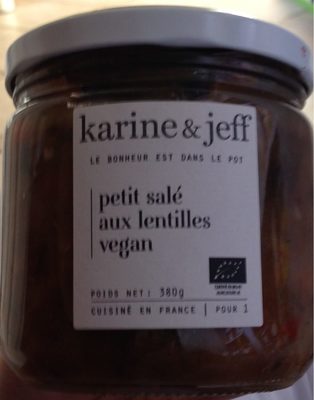 karine & jeff
LE BONHEUR EST DANS LE POT
petit salé
aux lentilles
vegan
POIDS NET: 380g
CUISINÉ EN FRANCE | POUR 1